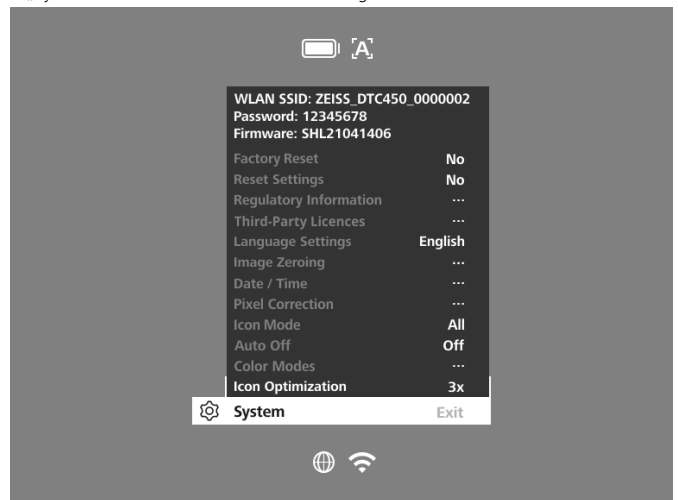 [A]
WLAN SSID: ZEISS_DTC450_0000002
Password: 12345678
Firmware: SHL21041406
Factory Reset No
Reset Settings No
Regulatory Information ...
Third-Party Licences ...
Language Settings English
Image Zeroing ...
Date / Time ...
Pixel Correction ...
Icon Mode All
Auto Off Off
Color Modes ...
Icon Optimization 3x
System Exit